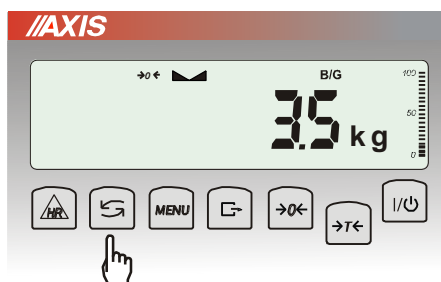 //AXIS
→0← B/G 100
3.5 kg 50
0
HR MENU →0← →T← I/⏻